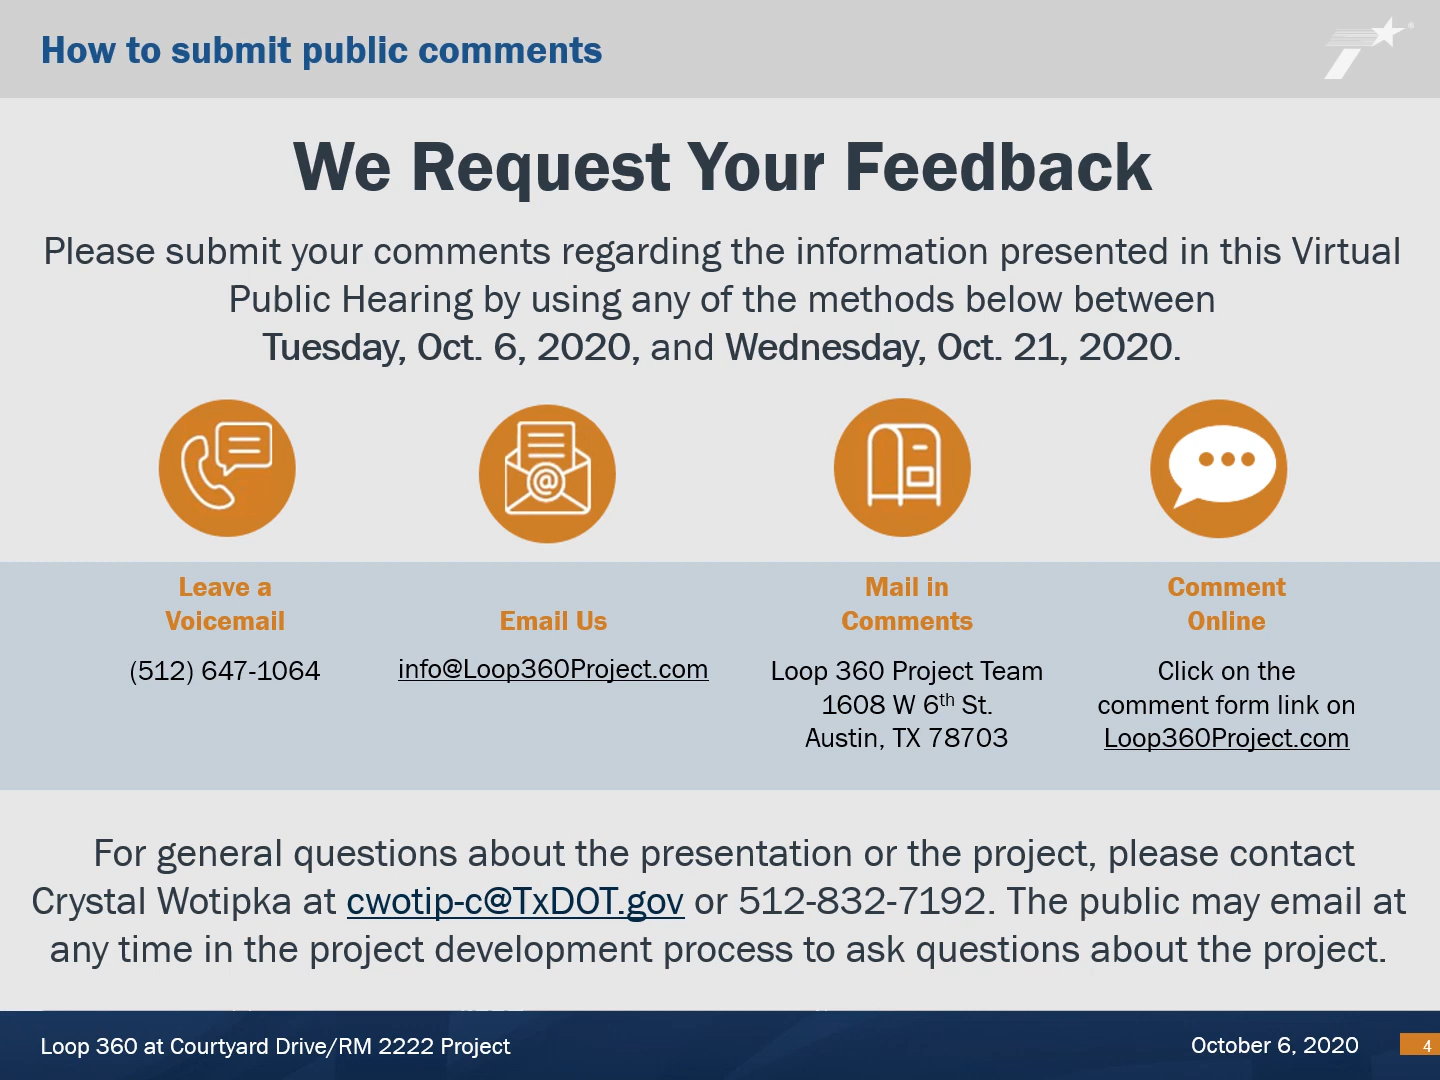 How to submit public comments
We Request Your Feedback
Please submit your comments regarding the information presented in this Virtual
Public Hearing by using any of the methods below between
Tuesday, Oct. 6, 2020, and Wednesday, Oct. 21, 2020.
Leave a
Voicemail
(512) 647-1064
Email Us
info@Loop360Project.com
Mail in
Comments
Loop 360 Project Team
1608 W 6th St.
Austin, TX 78703
Comment
Online
Click on the
comment form link on
Loop360Project.com
For general questions about the presentation or the project, please contact
Crystal Wotipka at cwotip-c@TxDOT.gov or 512-832-7192. The public may email at
any time in the project development process to ask questions about the project.
Loop 360 at Courtyard Drive/RM 2222 Project
October 6, 2020
4